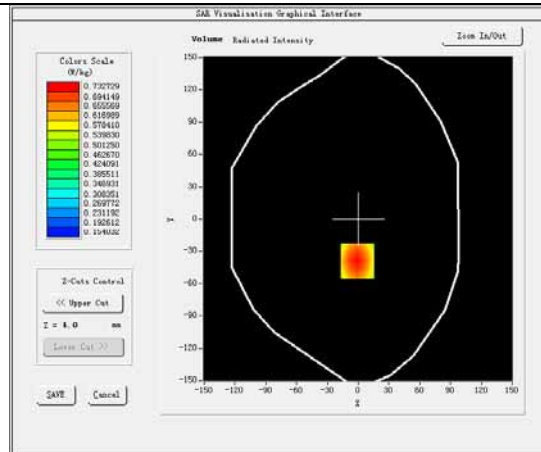 SAR Visualisation Graphical Interface
Volume Radiated Intensity
Zoom In/Out
Colors Scale
(W/kg)
0.732729
0.694149
0.655569
0.616989
0.578410
0.539830
0.501250
0.462670
0.424091
0.385511
0.346931
0.308351
0.269772
0.231192
0.192612
0.154032
Z-Cuts Control
<< Upper Cut
Z = 4.0 mm
Lower Cut >>
SAVE
Cancel
150
120
90
60
30
0
-30
-60
-90
-120
-150
Y
-150 -120 -90 -60 -30 0 30 60 90 120 150
X